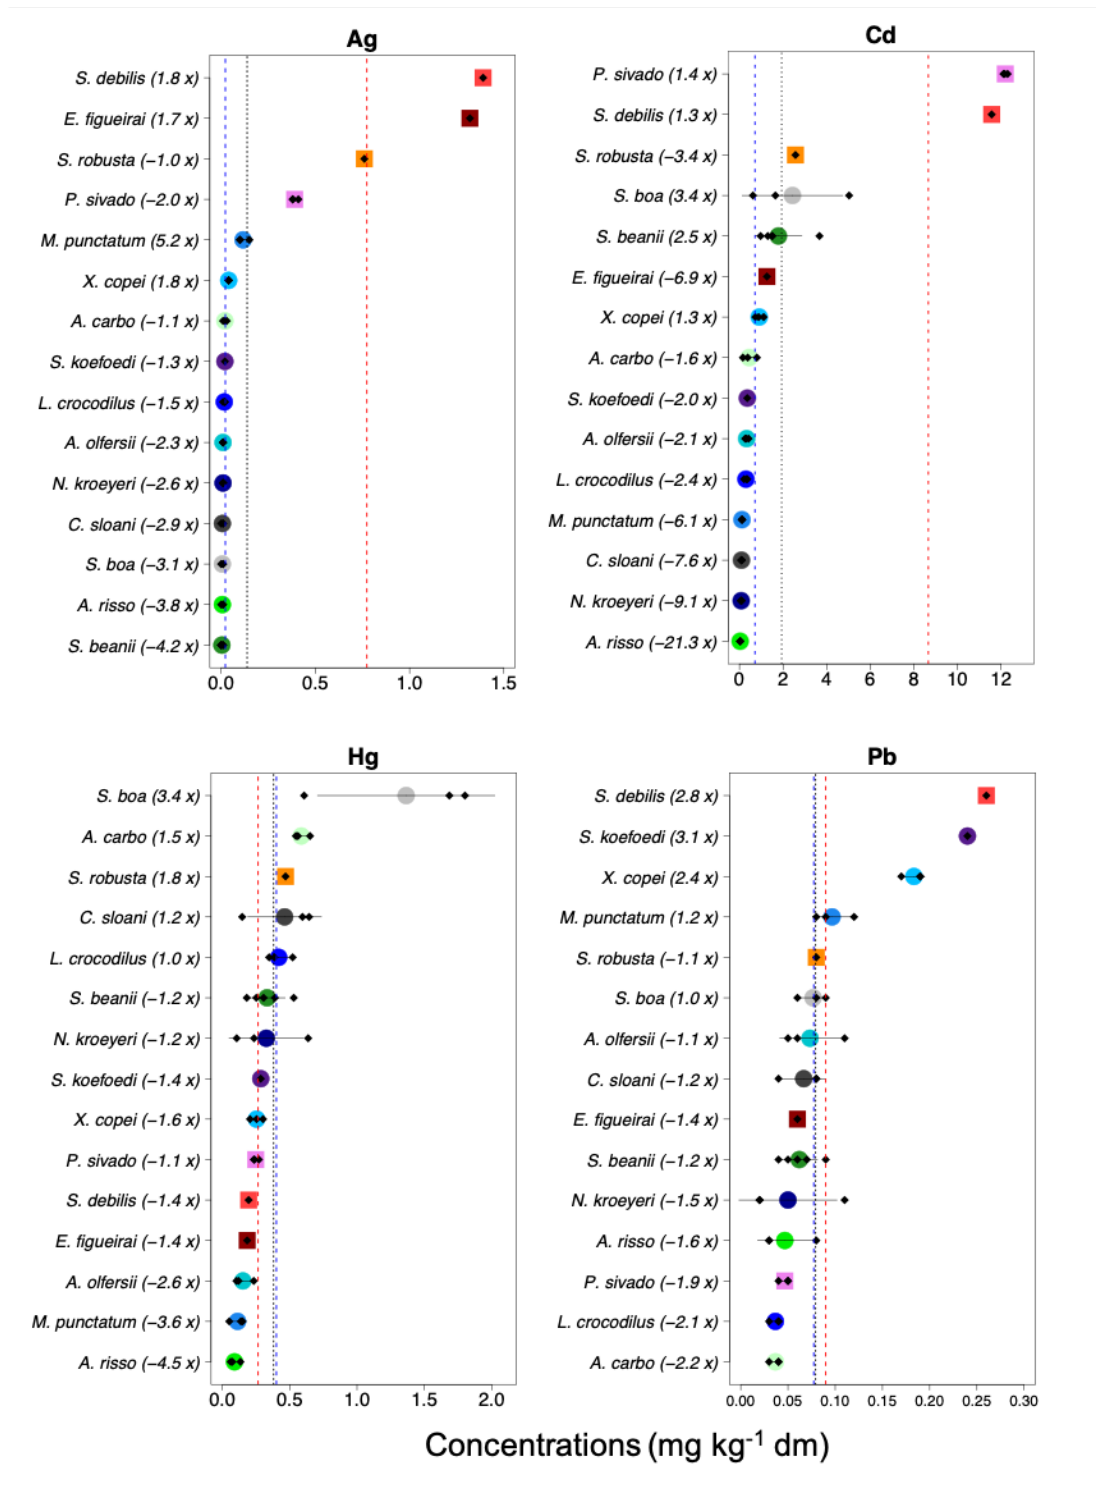 Ag
S. debilis (1.8 x)
E. figueirai (1.7 x)
S. robusta (−1.0 x)
P. sivado (−2.0 x)
M. punctatum (5.2 x)
X. copei (1.8 x)
A. carbo (−1.1 x)
S. koefoedi (−1.3 x)
L. crocodilus (−1.5 x)
A. olfersii (−2.3 x)
N. kroeyeri (−2.6 x)
C. sloani (−2.9 x)
S. boa (−3.1 x)
A. risso (−3.8 x)
S. beanii (−4.2 x)
0.0 0.5 1.0 1.5
Cd
P. sivado (1.4 x)
S. debilis (1.3 x)
S. robusta (−3.4 x)
S. boa (3.4 x)
S. beanii (2.5 x)
E. figueirai (−6.9 x)
X. copei (1.3 x)
A. carbo (−1.6 x)
S. koefoedi (−2.0 x)
A. olfersii (−2.1 x)
L. crocodilus (−2.4 x)
M. punctatum (−6.1 x)
C. sloani (−7.6 x)
N. kroeyeri (−9.1 x)
A. risso (−21.3 x)
0 2 4 6 8 10 12
Hg
S. boa (3.4 x)
A. carbo (1.5 x)
S. robusta (1.8 x)
C. sloani (1.2 x)
L. crocodilus (1.0 x)
S. beanii (−1.2 x)
N. kroeyeri (−1.2 x)
S. koefoedi (−1.4 x)
X. copei (−1.6 x)
P. sivado (−1.1 x)
S. debilis (−1.4 x)
E. figueirai (−1.4 x)
A. olfersii (−2.6 x)
M. punctatum (−3.6 x)
A. risso (−4.5 x)
0.0 0.5 1.0 1.5 2.0
Pb
S. debilis (2.8 x)
S. koefoedi (3.1 x)
X. copei (2.4 x)
M. punctatum (1.2 x)
S. robusta (−1.1 x)
S. boa (1.0 x)
A. olfersii (−1.1 x)
C. sloani (−1.2 x)
E. figueirai (−1.4 x)
S. beanii (−1.2 x)
N. kroeyeri (−1.5 x)
A. risso (−1.6 x)
P. sivado (−1.9 x)
L. crocodilus (−2.1 x)
A. carbo (−2.2 x)
0.00 0.05 0.10 0.15 0.20 0.25 0.30
Concentrations (mg kg⁻¹ dm)